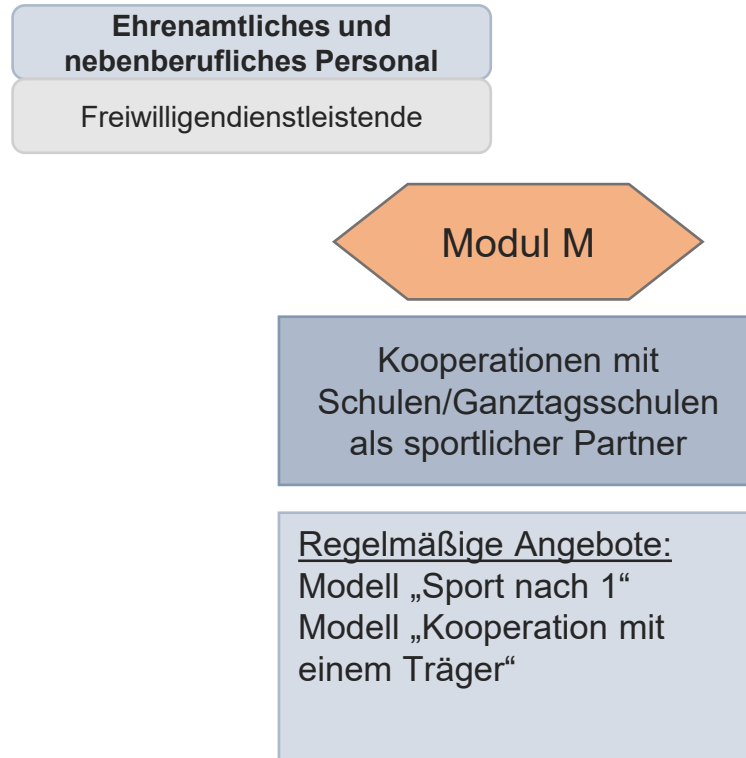 Ehrenamtliches und
nebenberufliches Personal
Freiwilligendienstleistende
Modul M
Kooperationen mit
Schulen/Ganztagsschulen
als sportlicher Partner
Regelmäßige Angebote:
Modell „Sport nach 1“
Modell „Kooperation mit
einem Träger“